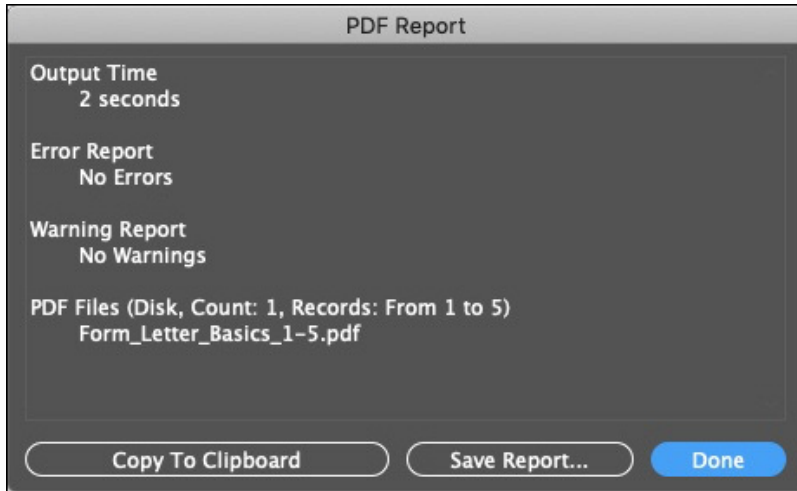 PDF Report
Output Time
2 seconds
Error Report
No Errors
Warning Report
No Warnings
PDF Files (Disk, Count: 1, Records: From 1 to 5)
Form_Letter_Basics_1-5.pdf
Copy To Clipboard
Save Report...
Done